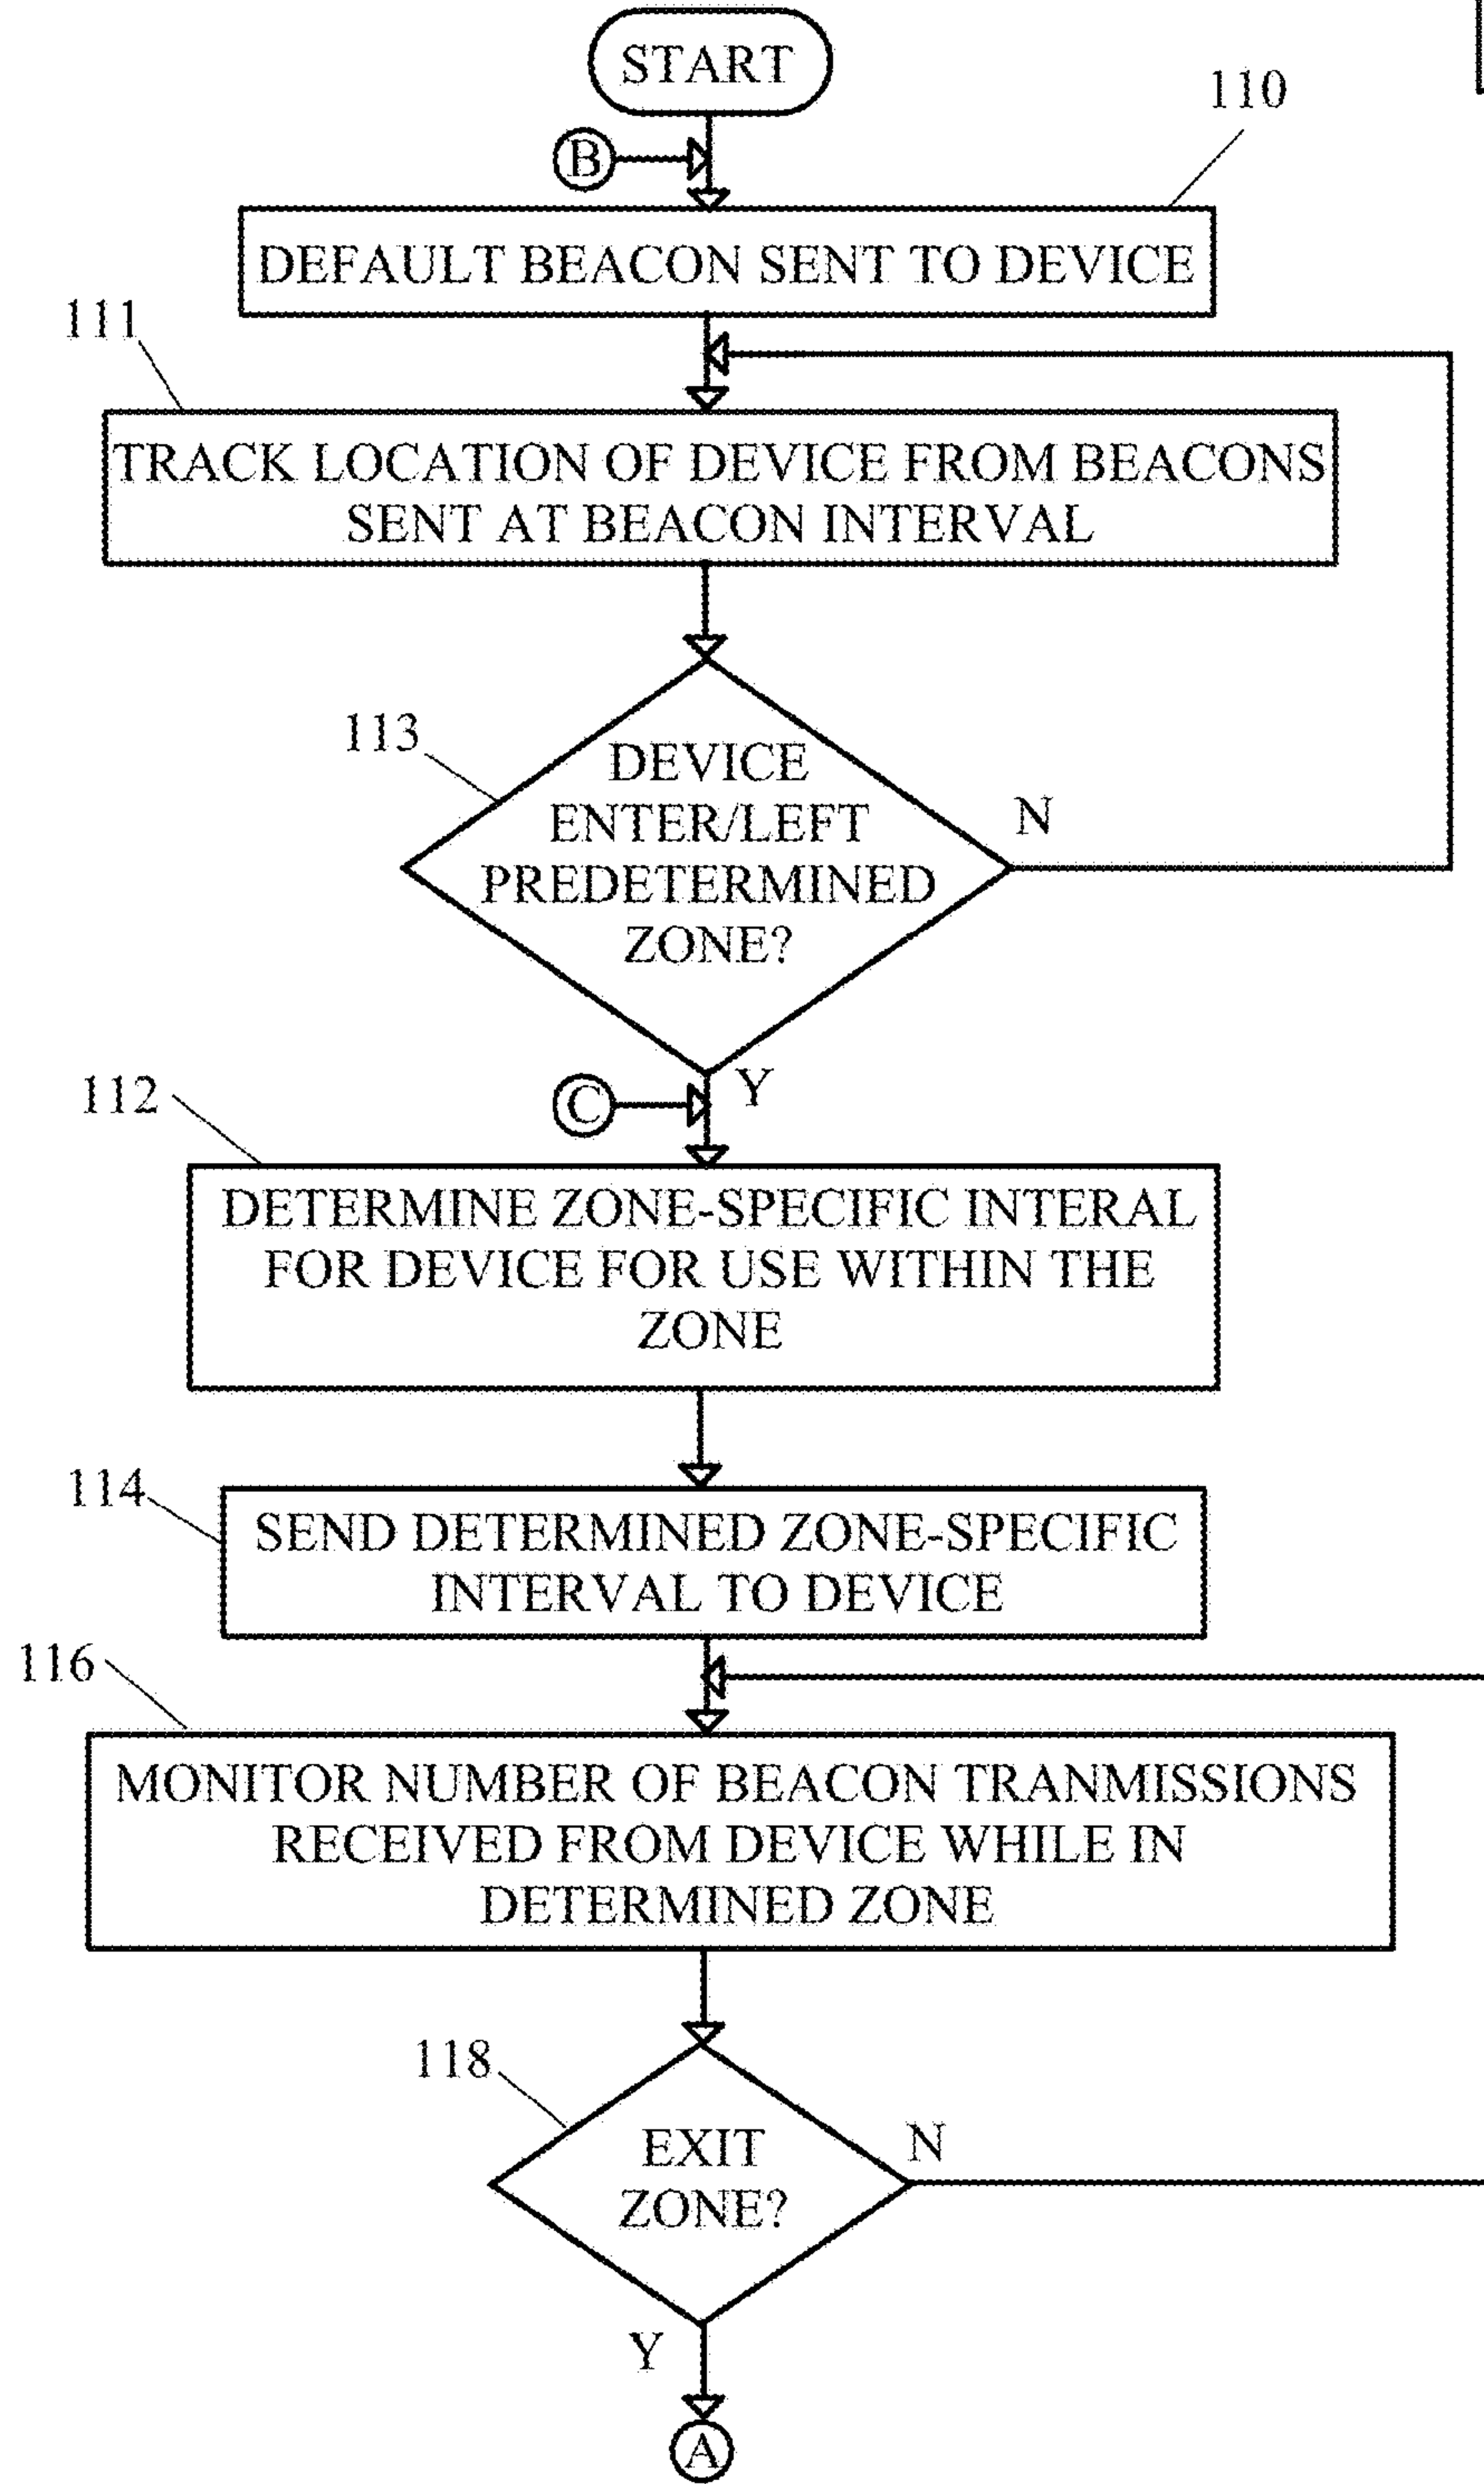 START
110
B
DEFAULT BEACON SENT TO DEVICE
111
TRACK LOCATION OF DEVICE FROM BEACONS
SENT AT BEACON INTERVAL
113
DEVICE
ENTER/LEFT
PREDETERMINED
ZONE?
N
Y
C
112
DETERMINE ZONE-SPECIFIC INTERAL
FOR DEVICE FOR USE WITHIN THE
ZONE
114
SEND DETERMINED ZONE-SPECIFIC
INTERVAL TO DEVICE
116
MONITOR NUMBER OF BEACON TRANMISSIONS
RECEIVED FROM DEVICE WHILE IN
DETERMINED ZONE
118
EXIT
ZONE?
N
Y
A